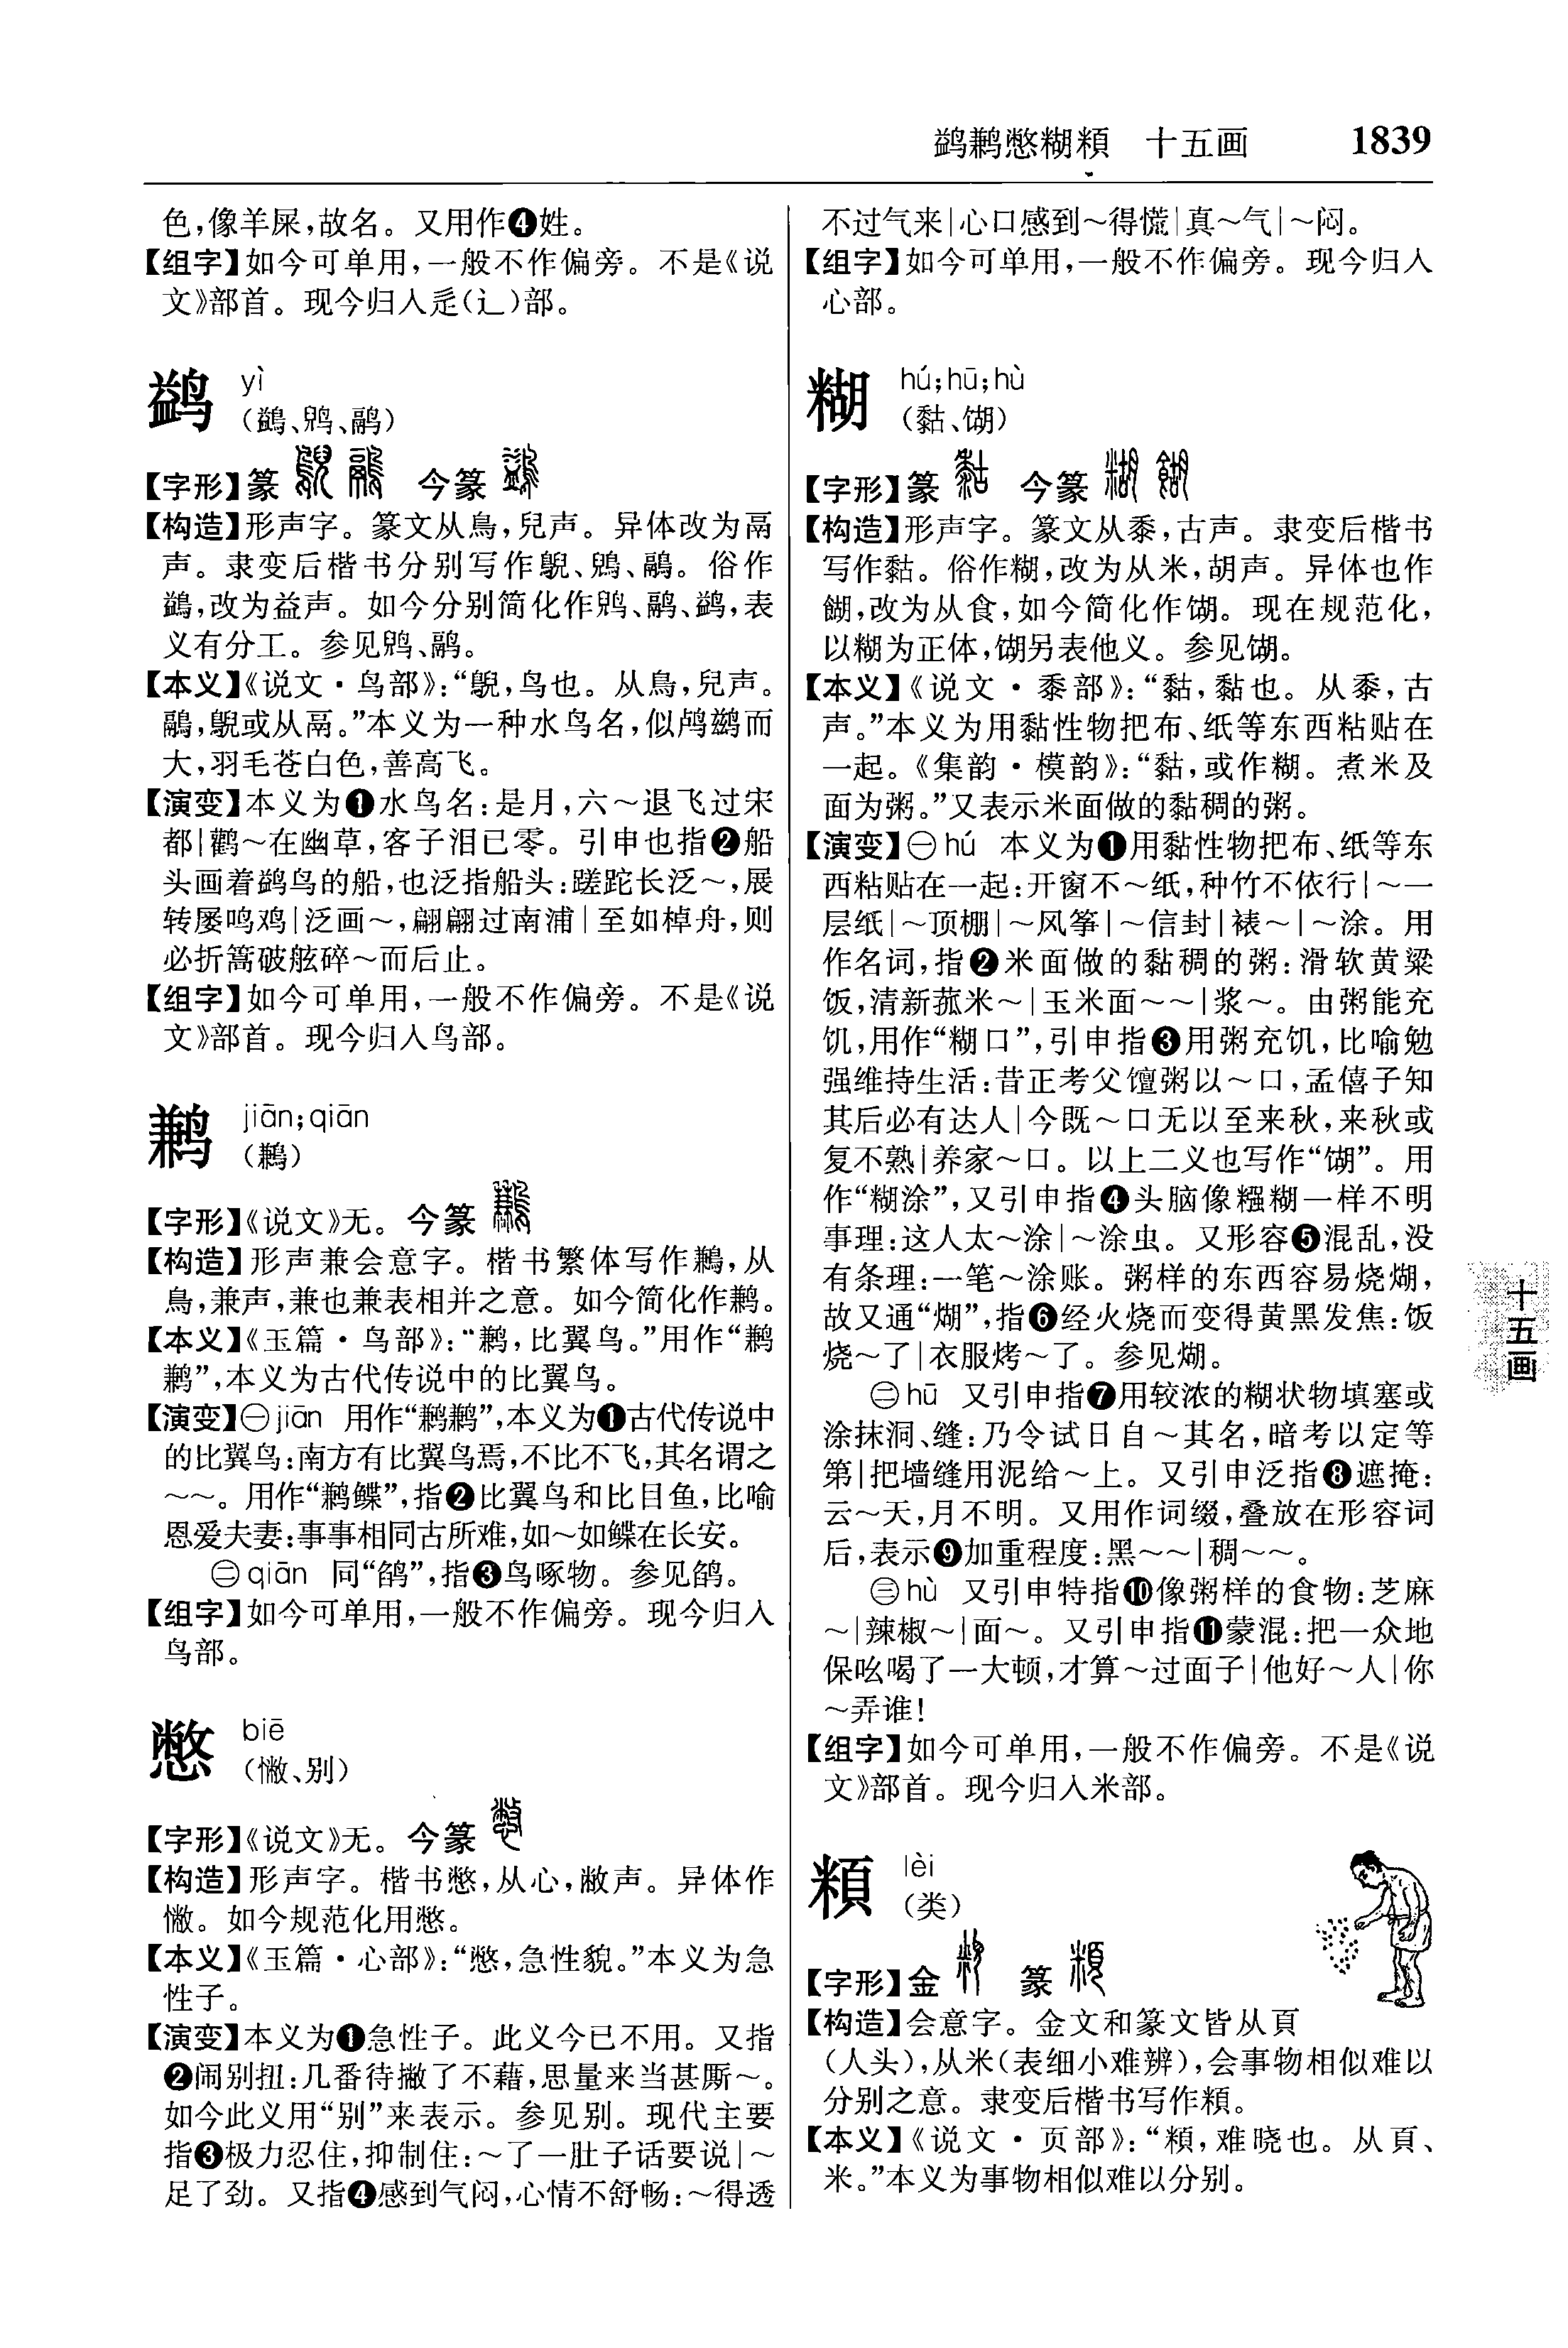 鹢鹣憋糊頪 十五画 1839
色,像羊屎,故名。又用作❹姓。
【组字】如今可单用,一般不作偏旁。不是《说
文》部首。现今归入辵(辶)部。
鹢 yì
(鷁、鶂、鹝)
【字形】篆 今篆
【构造】形声字。篆文从鳥,兒声。异体改为鬲
声。隶变后楷书分别写作鶃、鶂、鷊。俗作
鷁,改为益声。如今分别简化作鹢、表
义有分工。参见
【本义】《说文·鸟部》:“鶃,鸟也。从鳥,兒声。
鷊,鶃或从鬲。”本义为一种水鸟名,似鸬鹚而
大,羽毛苍白色,善高飞。
【演变】本义为❶水鸟名:是月,六~退飞过宋
都|鹳~在幽草,客子泪已零。引申也指❷船
头画着鹢鸟的船,也泛指船头:蹉跎长泛~,展
转屡鸣鸡|泛画~,翩翩过南浦|至如棹舟,则
必折篙破舷碎~而后止。
【组字】如今可单用,一般不作偏旁。不是《说
文》部首。现今归入鸟部。
鹣 jiān;qiān
(鶼)
【字形】《说文》无。今篆
【构造】形声兼会意字。楷书繁体写作鶼,从
鳥,兼声,兼也兼表相并之意。如今简化作鹣。
【本义】《玉篇·鸟部》:“鹣,比翼鸟。”用作“鹣
鹣”,本义为古代传说中的比翼鸟。
【演变】㊀jiān 用作“鹣鹣”,本义为❶古代传说中
的比翼鸟:南方有比翼鸟焉,不比不飞,其名谓之
~~。用作“鹣鲽”,指❷比翼鸟和比目鱼,比喻
恩爱夫妻:事事相同古所难,如~如鲽在长安。
㊁qiān 同“鹐”,指❸鸟啄物。参见鹐。
【组字】如今可单用,一般不作偏旁。现今归入
鸟部。
憋 biē
(憿、别)
【字形】《说文》无。今篆
【构造】形声字。楷书憋,从心,敝声。异体作
㦢。如今规范化用憋。
【本义】《玉篇·心部》:“憋,急性貌。”本义为急
性子。
【演变】本义为❶急性子。此义今已不用。又指
❷闹别扭:几番待撇了不藉,思量来当甚厮~。
如今此义用“别”来表示。参见别。现代主要
指❸极力忍住,抑制住:~了一肚子话要说|~
足了劲。又指❹感到气闷,心情不舒畅:~得透
不过气来|心口感到~得慌|真~气|~闷。
【组字】如今可单用,一般不作偏旁。现今归入
心部。
糊 hú;hū;hù
(黏、馉)
【字形】篆 今篆
【构造】形声字。篆文从黍,古声。隶变后楷书
写作䊀。俗作糊,改为从米,胡声。异体也作
餬,改为从食,如今简化作糊。现在规范化,
以糊为正体,另表他义。参见
【本义】《说文·黍部》:“黏也。从黍,古
声。”本义为用黏性物把布、纸等东西粘贴在
一起。《集韵·模韵》:“或作糊。煮米及
面为粥。”又表示米面做的黏稠的粥。
【演变】㊀hú 本义为❶用黏性物把布、纸等东
西粘贴在一起:开窗不~纸,种竹不依行|~一
层纸|~顶棚|~风筝|~信封|裱~|~涂。用
作名词,指❷米面做的黏稠的粥:滑软黄粱
饭,清新菰米~|玉米面~~|浆~。由粥能充
饥,用作“糊口”,引申指❸用粥充饥,比喻勉
强维持生活:昔正考父饘粥以~口,孟僖子知
其后必有达人|今既~口无以至来秋,来秋或
复不熟|养家~口。以上二义也写作“糊”。用
作“糊涂”,又引申指❹头脑像糨糊一样不明
事理:这人太~涂|~涂虫。又形容❺混乱,没
有条理:一笔~涂账。粥样的东西容易烧煳,
故又通“煳”,指❻经火烧而变得黄黑发焦:饭
烧~了|衣服烤~了。参见煳。
㊁hū 又引申指❼用较浓的糊状物填塞或
涂抹洞、缝:乃令试日自~其名,暗考以定等
第|把墙缝用泥给~上。又引申泛指❽遮掩:
云~天,月不明。又用作词缀,叠放在形容词
后,表示❾加重程度:黑~~|稠~~。
㊂hù 又引申特指❿像粥样的食物:芝麻
~|辣椒~|面~。又引申指⓫蒙混:把一众地
保吆喝了一大顿,才算~过面子|他好~人|你
~弄谁!
【组字】如今可单用,一般不作偏旁。不是《说
文》部首。现今归入米部。
頪 lèi
(类)
【字形】金 篆
【构造】会意字。金文和篆文皆从頁
(人头),从米(表细小难辨),会事物相似难以
分别之意。隶变后楷书写作頪。
【本义】《说文·页部》:“頪,难晓也。从頁、
米。”本义为事物相似难以分别。
十五画